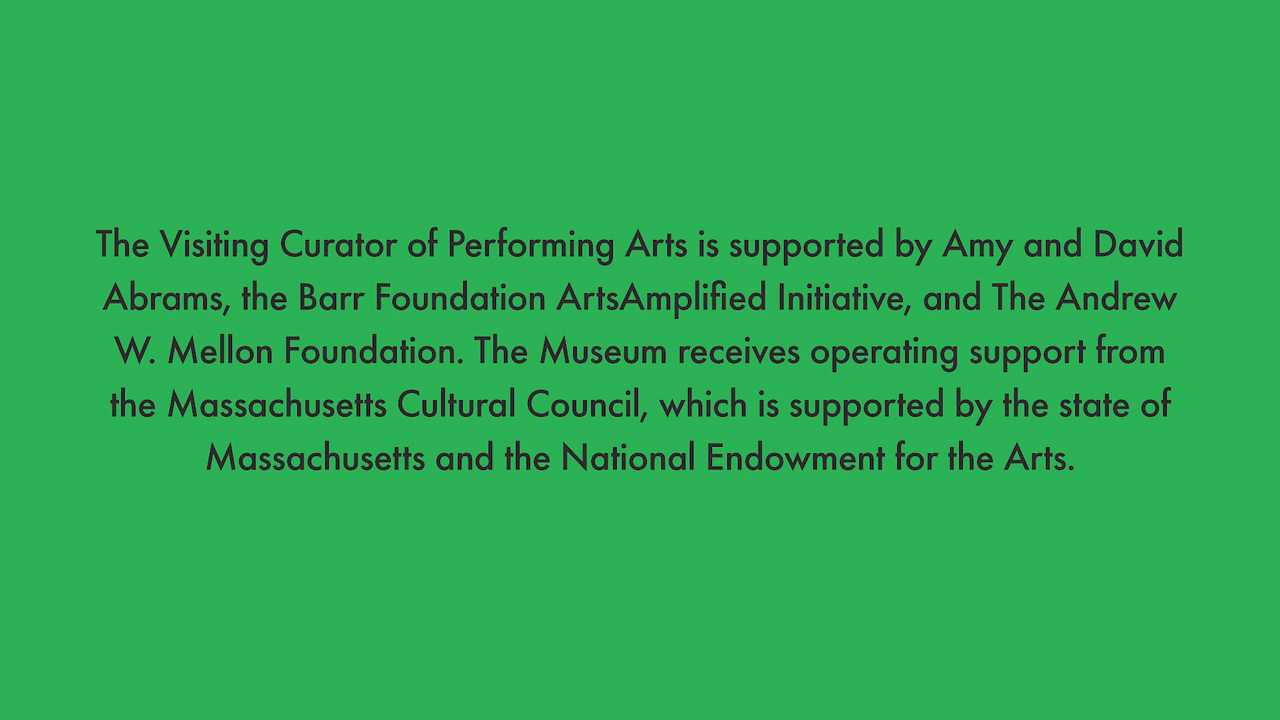 The Visiting Curator of Performing Arts is supported by Amy and David
Abrams, the Barr Foundation ArtsAmplified Initiative, and The Andrew
W. Mellon Foundation. The Museum receives operating support from
the Massachusetts Cultural Council, which is supported by the state of
Massachusetts and the National Endowment for the Arts.